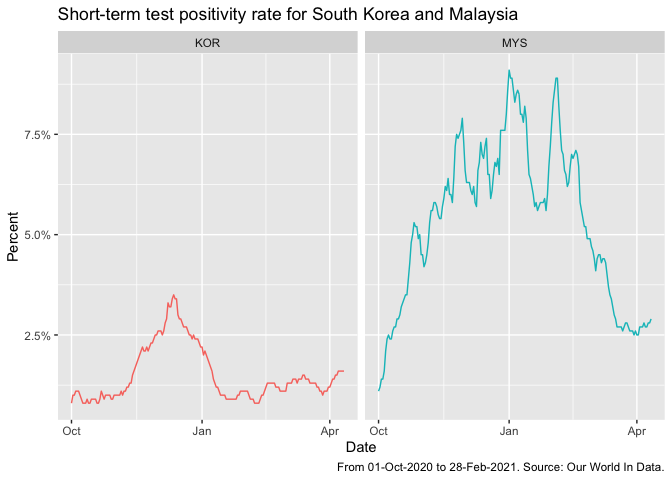 Short-term test positivity rate for South Korea and Malaysia
KOR
MYS
7.5%
5.0%
2.5%
Percent
Oct
Jan
Apr
Oct
Jan
Apr
Date
From 01-Oct-2020 to 28-Feb-2021. Source: Our World In Data.